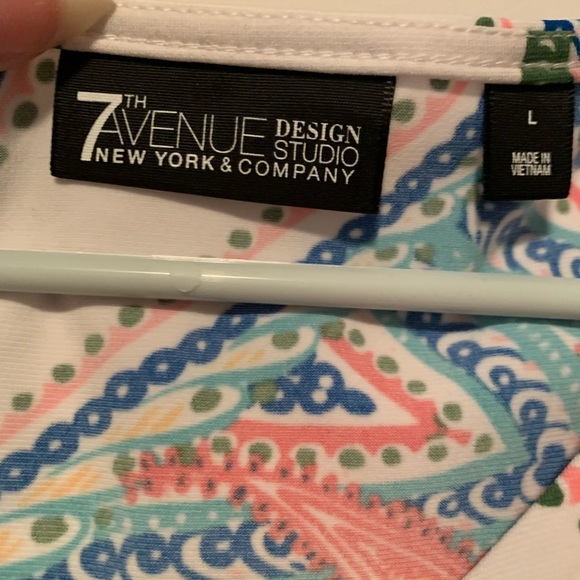 7TH AVENUE DESIGN STUDIO
NEW YORK & COMPANY
L
MADE IN
VIETNAM